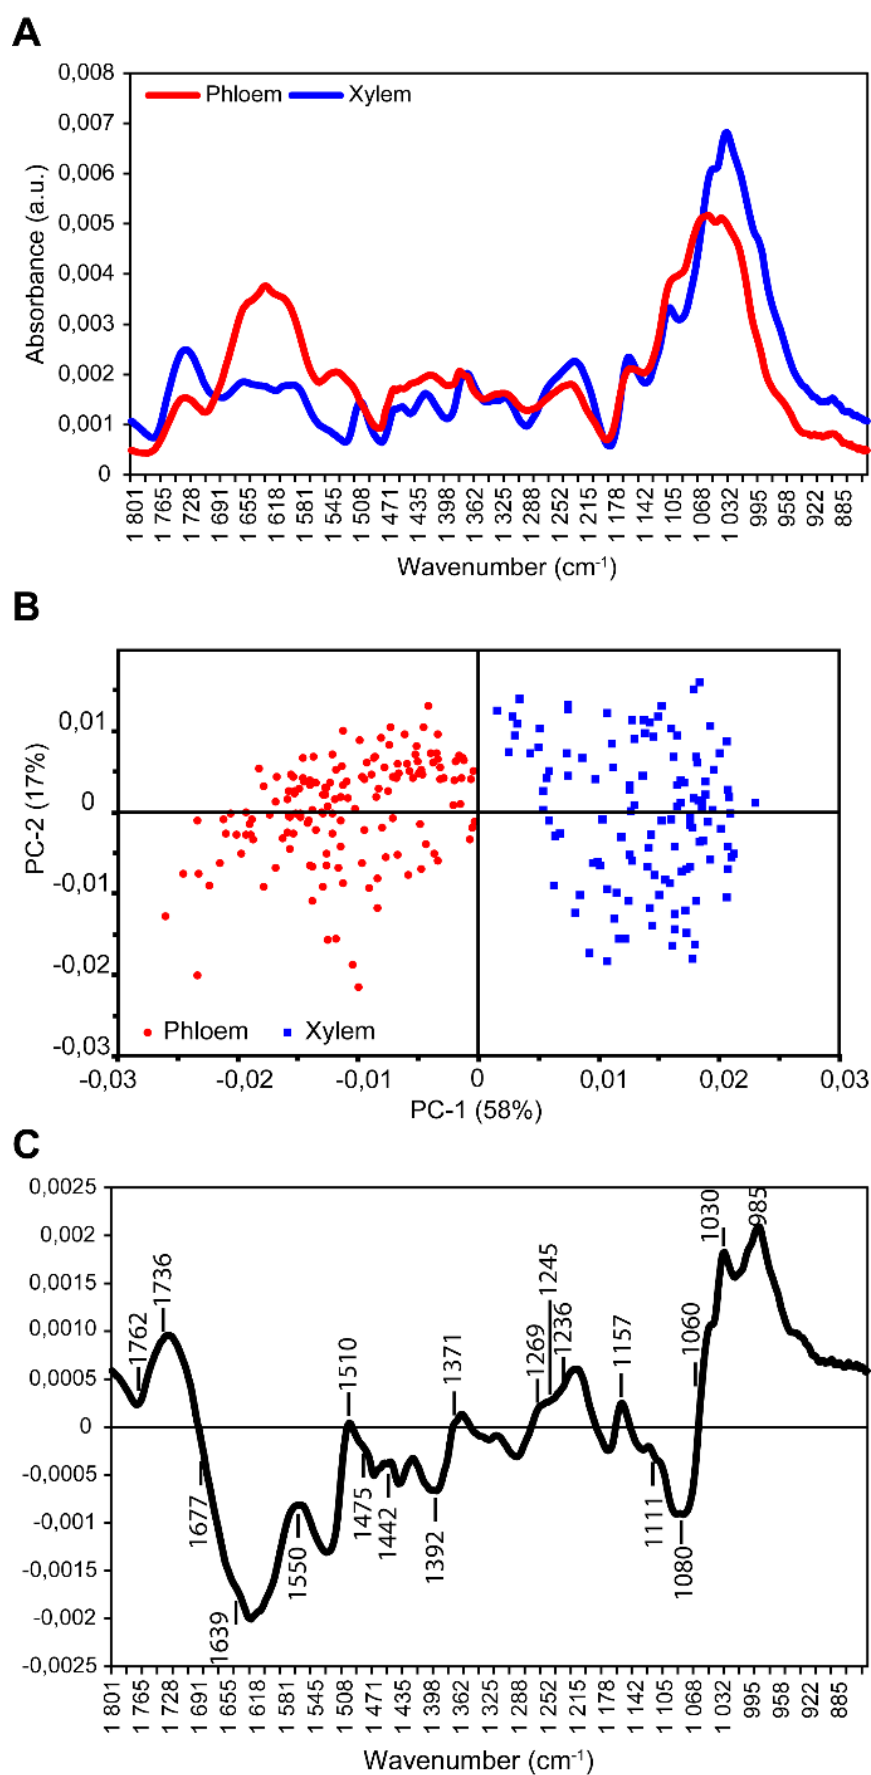 A
0,008
0,007
0,006
0,005
0,004
0,003
0,002
0,001
0
Absorbance (a.u.)
Phloem Xylem
1 801 1 765 1 728 1 691 1 655 1 618 1 581 1 545 1 508 1 471 1 435 1 398 1 362 1 325 1 288 1 252 1 215 1 178 1 142 1 105 1 068 1 032 995 958 922 885
Wavenumber (cm-1)
B
0,01
0
-0,01
-0,02
-0,03
PC-2 (17%)
Phloem Xylem
-0,03 -0,02 -0,01 0 0,01 0,02 0,03
PC-1 (58%)
C
0,0025
0,002
0,0015
0,0010
0,0005
0
-0,0005
-0,001
-0,0015
-0,002
-0,0025
1762 1736 1677 1639 1550 1510 1475 1442 1392 1371 1269 1245 1236 1157 1111 1080 1060 1030 985
1 801 1 765 1 728 1 691 1 655 1 618 1 581 1 545 1 508 1 471 1 435 1 398 1 362 1 325 1 288 1 252 1 215 1 178 1 142 1 105 1 068 1 032 995 958 922 885
Wavenumber (cm-1)